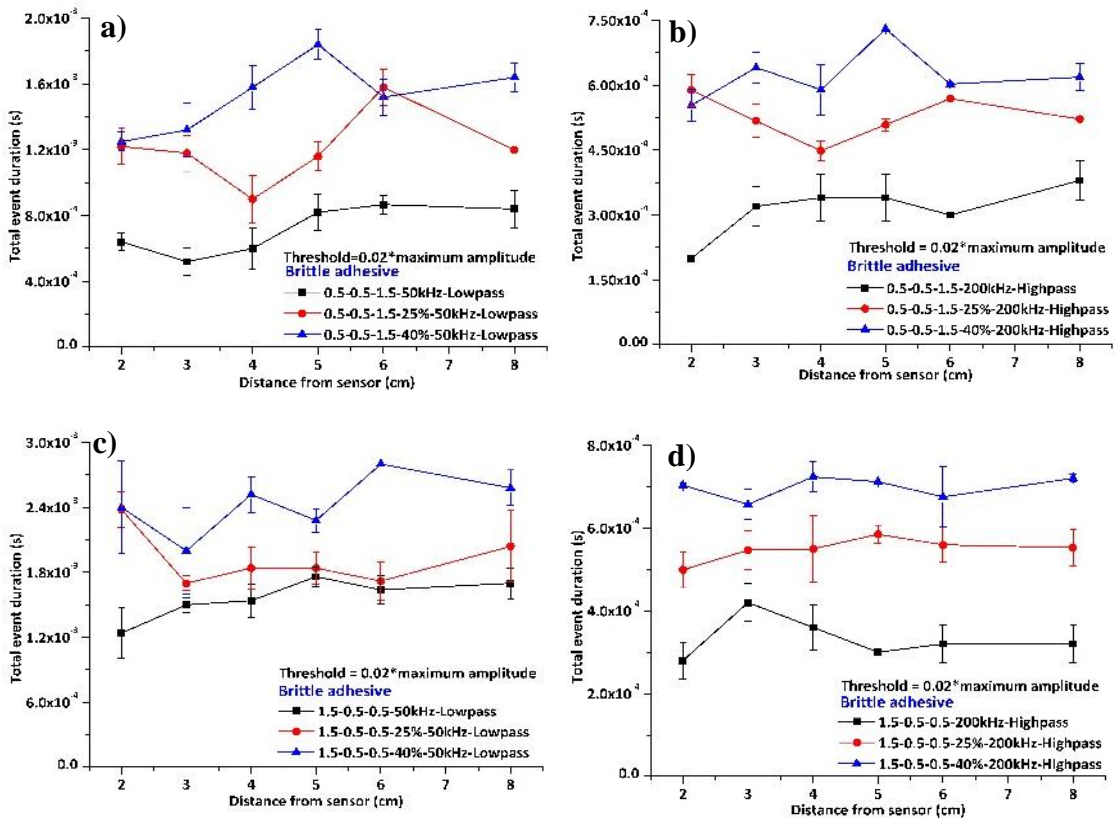 a)
2.0x10⁻³
1.6x10⁻³
1.2x10⁻³
8.0x10⁻⁴
4.0x10⁻⁴
0.0
Total event duration (s)
Threshold=0.02*maximum amplitude
Brittle adhesive
0.5-0.5-1.5-50kHz-Lowpass
0.5-0.5-1.5-25%-50kHz-Lowpass
0.5-0.5-1.5-40%-50kHz-Lowpass
2 3 4 5 6 7 8
Distance from sensor (cm)
b)
7.50x10⁻⁴
6.00x10⁻⁴
4.50x10⁻⁴
3.00x10⁻⁴
1.50x10⁻⁴
0.00
Total event duration (s)
Threshold = 0.02*maximum amplitude
Brittle adhesive
0.5-0.5-1.5-200kHz-Highpass
0.5-0.5-1.5-25%-200kHz-Highpass
0.5-0.5-1.5-40%-200kHz-Highpass
2 3 4 5 6 7 8
Distance from sensor (cm)
c)
3.0x10⁻³
2.4x10⁻³
1.8x10⁻³
1.2x10⁻³
6.0x10⁻⁴
0.0
Total event duration (s)
Threshold = 0.02*maximum amplitude
Brittle adhesive
1.5-0.5-0.5-50kHz-Lowpass
1.5-0.5-0.5-25%-50kHz-Lowpass
1.5-0.5-0.5-40%-50kHz-Lowpass
2 3 4 5 6 7 8
Distance from sensor (cm)
d)
8.0x10⁻⁴
6.0x10⁻⁴
4.0x10⁻⁴
2.0x10⁻⁴
0.0
Total event duration (s)
Threshold = 0.02*maximum amplitude
Brittle adhesive
1.5-0.5-0.5-200kHz-Highpass
1.5-0.5-0.5-25%-200kHz-Highpass
1.5-0.5-0.5-40%-200kHz-Highpass
2 3 4 5 6 7 8
Distance from sensor (cm)